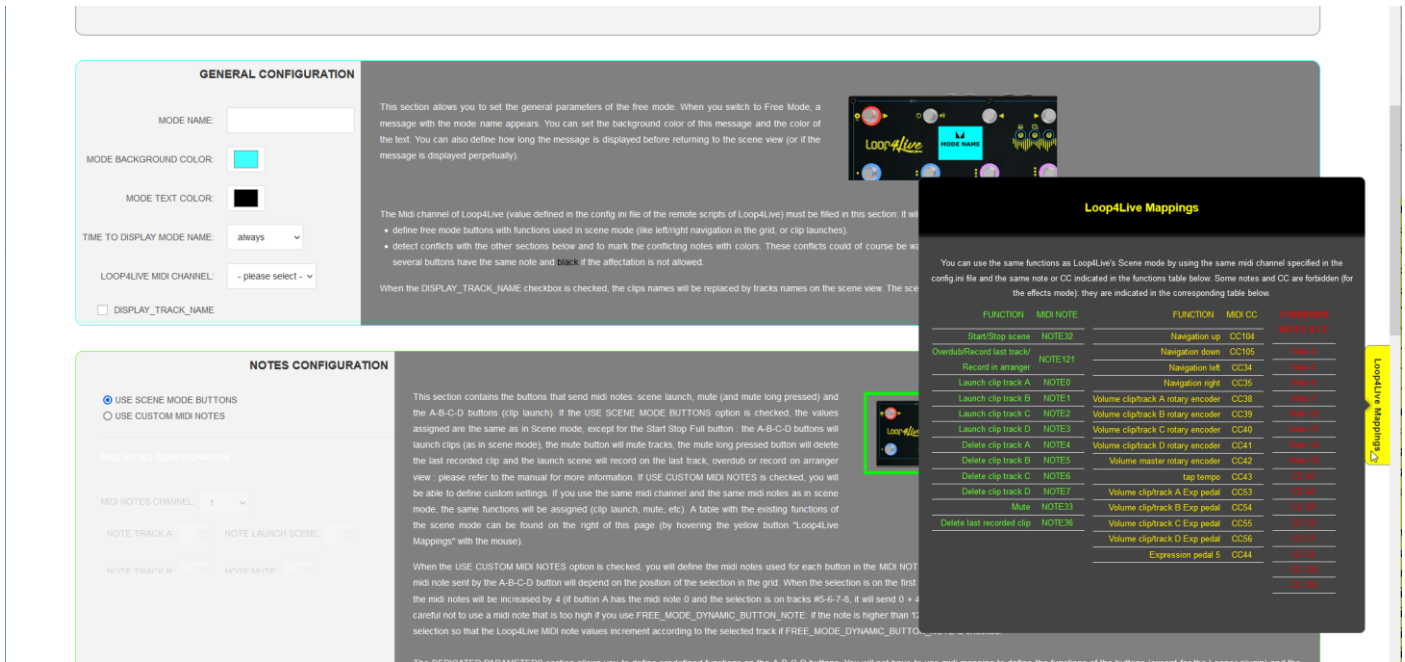 GENERAL CONFIGURATION
MODE NAME:
MODE BACKGROUND COLOR:
MODE TEXT COLOR:
TIME TO DISPLAY MODE NAME:
always
LOOP4LIVE MIDI CHANNEL:
- please select -
DISPLAY_TRACK_NAME
This section allows you to set the general parameters of the free mode. When you switch to Free Mode, a
message with the mode name appears. You can set the background color of this message and the color of
the text. You can also define how long the message is displayed before returning to the scene view (or if the
message is displayed perpetually).
Loop4Live
MODE NAME
The Midi channel of Loop4Live (value defined in the config.ini file of the remote scripts of Loop4Live) must be filled in this section: It wil
• define free mode buttons with functions used in scene mode (like left/right navigation in the grid, or clip launches).
• detect conflicts with the other sections below and to mark the conflicting notes with colors. These conflicts could of course be wa
several buttons have the same note and black if the affectation is not allowed.
When the DISPLAY_TRACK_NAME checkbox is checked, the clips names will be replaced by tracks names on the scene view. The sce
NOTES CONFIGURATION
USE SCENE MODE BUTTONS
USE CUSTOM MIDI NOTES
MIDI NOTES CONFIGURATION
MIDI NOTES CHANNEL: 1
NOTE TRACK A: NOTE LAUNCH SCENE:
NOTE TRACK B: NOTE MUTE:
This section contains the buttons that send midi notes: scene launch, mute (and mute long pressed) and
the A-B-C-D buttons (clip launch). If the USE SCENE MODE BUTTONS option is checked, the values
assigned are the same as in Scene mode, except for the Start Stop Full button : the A-B-C-D buttons will
launch clips (as in scene mode), the mute button will mute tracks, the mute long pressed button will delete
the last recorded clip and the launch scene will record on the last track, overdub or record on arranger
view : please refer to the manual for more information. If USE CUSTOM MIDI NOTES is checked, you will
be able to define custom settings. If you use the same midi channel and the same midi notes as in scene
mode, the same functions will be assigned (clip launch, mute, etc). A table with the existing functions of
the scene mode can be found on the right of this page (by hovering the yellow button "Loop4Live
Mappings" with the mouse).
When the USE CUSTOM MIDI NOTES option is checked, you will define the midi notes used for each button in the MIDI NOT
midi note sent by the A-B-C-D button will depend on the position of the selection in the grid: When the selection is on the first
the midi notes will be increased by 4 (if button A has the midi note 0 and the selection is on tracks #5-6-7-8, it will send 0 + 4
careful not to use a midi note that is too high if you use FREE_MODE_DYNAMIC_BUTTON_NOTE: if the note is higher than 12
selection so that the Loop4Live MIDI note values increment according to the selected track if FREE_MODE_DYNAMIC_BUTTON
Loop4Live Mappings
You can use the same functions as Loop4Live's Scene mode by using the same midi channel specified in the
config.ini file and the same note or CC indicated in the functions table below. Some notes and CC are forbidden (for
the effects mode): they are indicated in the corresponding table below.
FUNCTION MIDI NOTE
Start/Stop scene NOTE32
Overdub/Record last track/
Record in arranger NOTE121
Launch clip track A NOTE0
Launch clip track B NOTE1
Launch clip track C NOTE2
Launch clip track D NOTE3
Delete clip track A NOTE4
Delete clip track B NOTE5
Delete clip track C NOTE6
Delete clip track D NOTE7
Mute NOTE33
Delete last recorded clip NOTE36
FUNCTION MIDI CC
Navigation up CC104
Navigation down CC105
Navigation left CC34
Navigation right CC35
Volume clip/track A rotary encoder CC38
Volume clip/track B rotary encoder CC39
Volume clip/track C rotary encoder CC40
Volume clip/track D rotary encoder CC41
Volume master rotary encoder CC42
tap tempo CC43
Volume clip/track A Exp pedal CC53
Volume clip/track B Exp pedal CC54
Volume clip/track C Exp pedal CC55
Volume clip/track D Exp pedal CC56
Expression pedal 5 CC44
Loop4Live Mappings